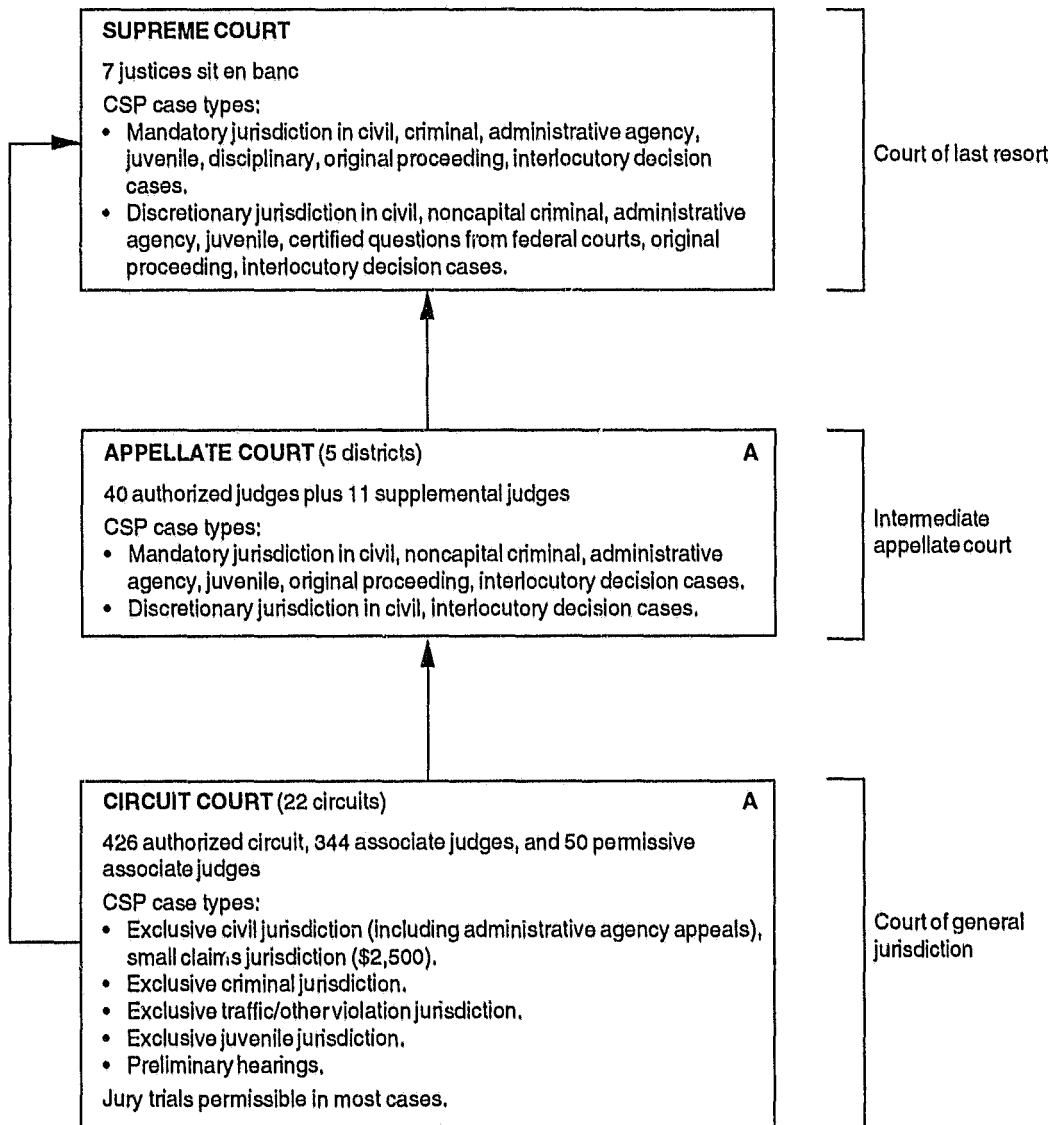 SUPREME COURT
7 justices sit en banc
CSP case types:
• Mandatory jurisdiction in civil, criminal, administrative agency,
juvenile, disciplinary, original proceeding, interlocutory decision
cases.
• Discretionary jurisdiction in civil, noncapital criminal, administrative
agency, juvenile, certified questions from federal courts, original
proceeding, interlocutory decision cases.
Court of last resort
APPELLATE COURT (5 districts) A
40 authorized judges plus 11 supplemental judges
CSP case types:
• Mandatory jurisdiction in civil, noncapital criminal, administrative
agency, juvenile, original proceeding, interlocutory decision cases.
• Discretionary jurisdiction in civil, interlocutory decision cases.
Intermediate
appellate court
CIRCUIT COURT (22 circuits) A
426 authorized circuit, 344 associate judges, and 50 permissive
associate judges
CSP case types:
• Exclusive civil jurisdiction (including administrative agency appeals),
small claims jurisdiction ($2,500).
• Exclusive criminal jurisdiction.
• Exclusive traffic/other violation jurisdiction.
• Exclusive juvenile jurisdiction.
• Preliminary hearings.
Jury trials permissible in most cases.
Court of general
jurisdiction